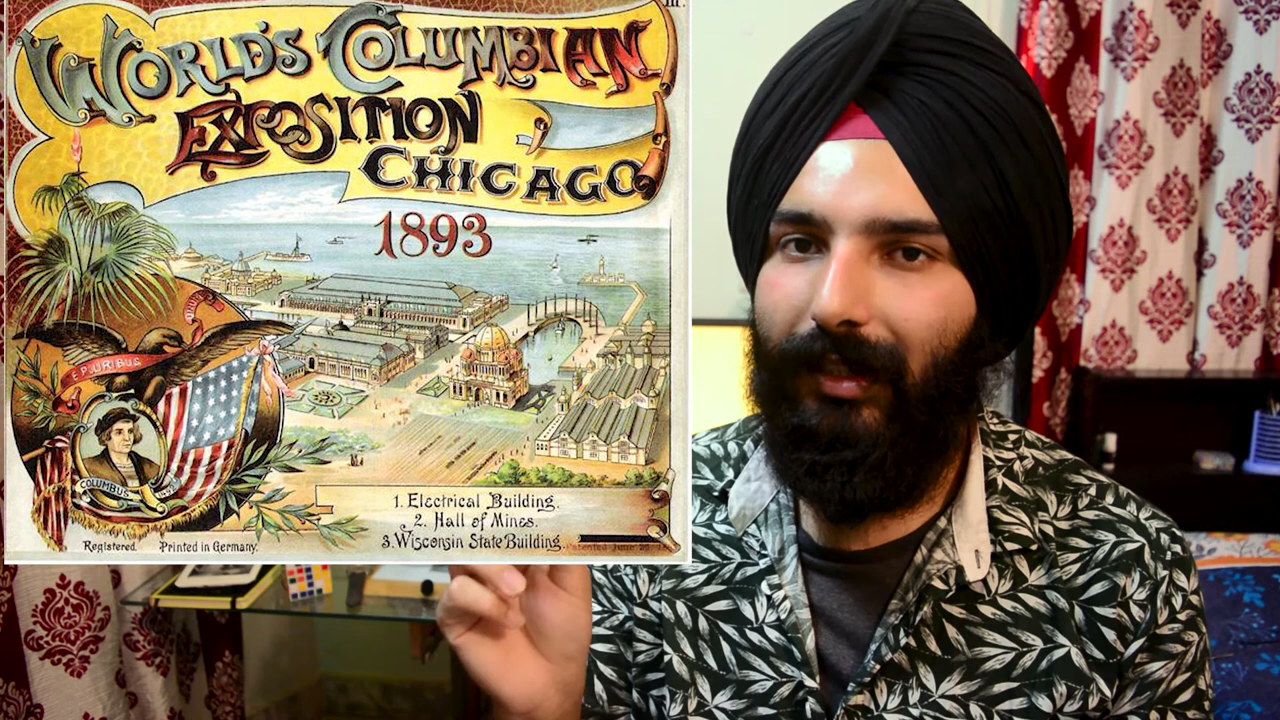 WORLD'S COLUMBIAN
EXPOSITION
CHICAGO
1893
E PLURIBUS
COLUMBUS
1. Electrical Building.
2. Hall of Mines.
3. Wisconsin State Building.
Registered. Printed in Germany.